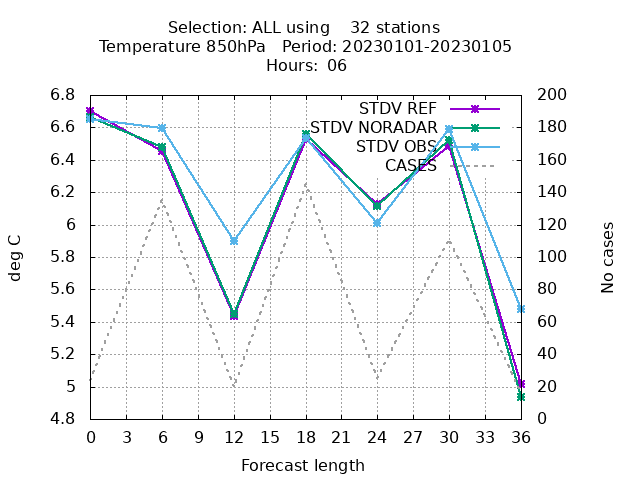 Selection: ALL using    32 stations
Temperature 850hPa   Period: 20230101-20230105
Hours:  06
STDV REF
STDV NORADAR
STDV OBS
CASES
deg C
6.8
6.6
6.4
6.2
6
5.8
5.6
5.4
5.2
5
4.8
200
180
160
140
120
100
80
60
40
20
0
No cases
0 3 6 9 12 15 18 21 24 27 30 33 36
Forecast length